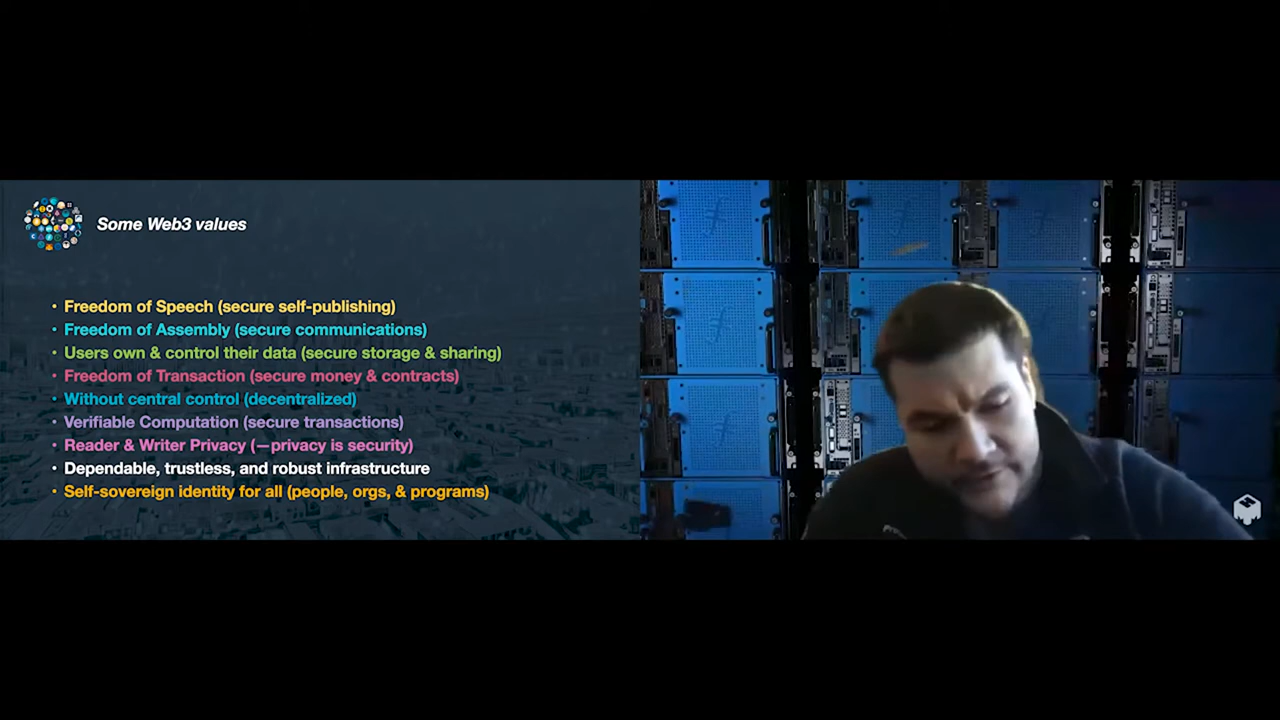 Some Web3 values
• Freedom of Speech (secure self-publishing)
• Freedom of Assembly (secure communications)
• Users own & control their data (secure storage & sharing)
• Freedom of Transaction (secure money & contracts)
• Without central control (decentralized)
• Verifiable Computation (secure transactions)
• Reader & Writer Privacy (—privacy is security)
• Dependable, trustless, and robust infrastructure
• Self-sovereign identity for all (people, orgs, & programs)